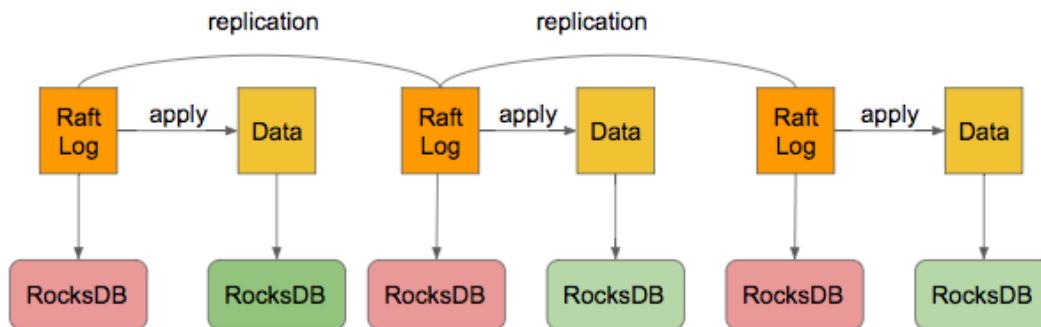 replication
replication
Raft
Log
apply
Data
Raft
Log
apply
Data
Raft
Log
apply
Data
RocksDB
RocksDB
RocksDB
RocksDB
RocksDB
RocksDB